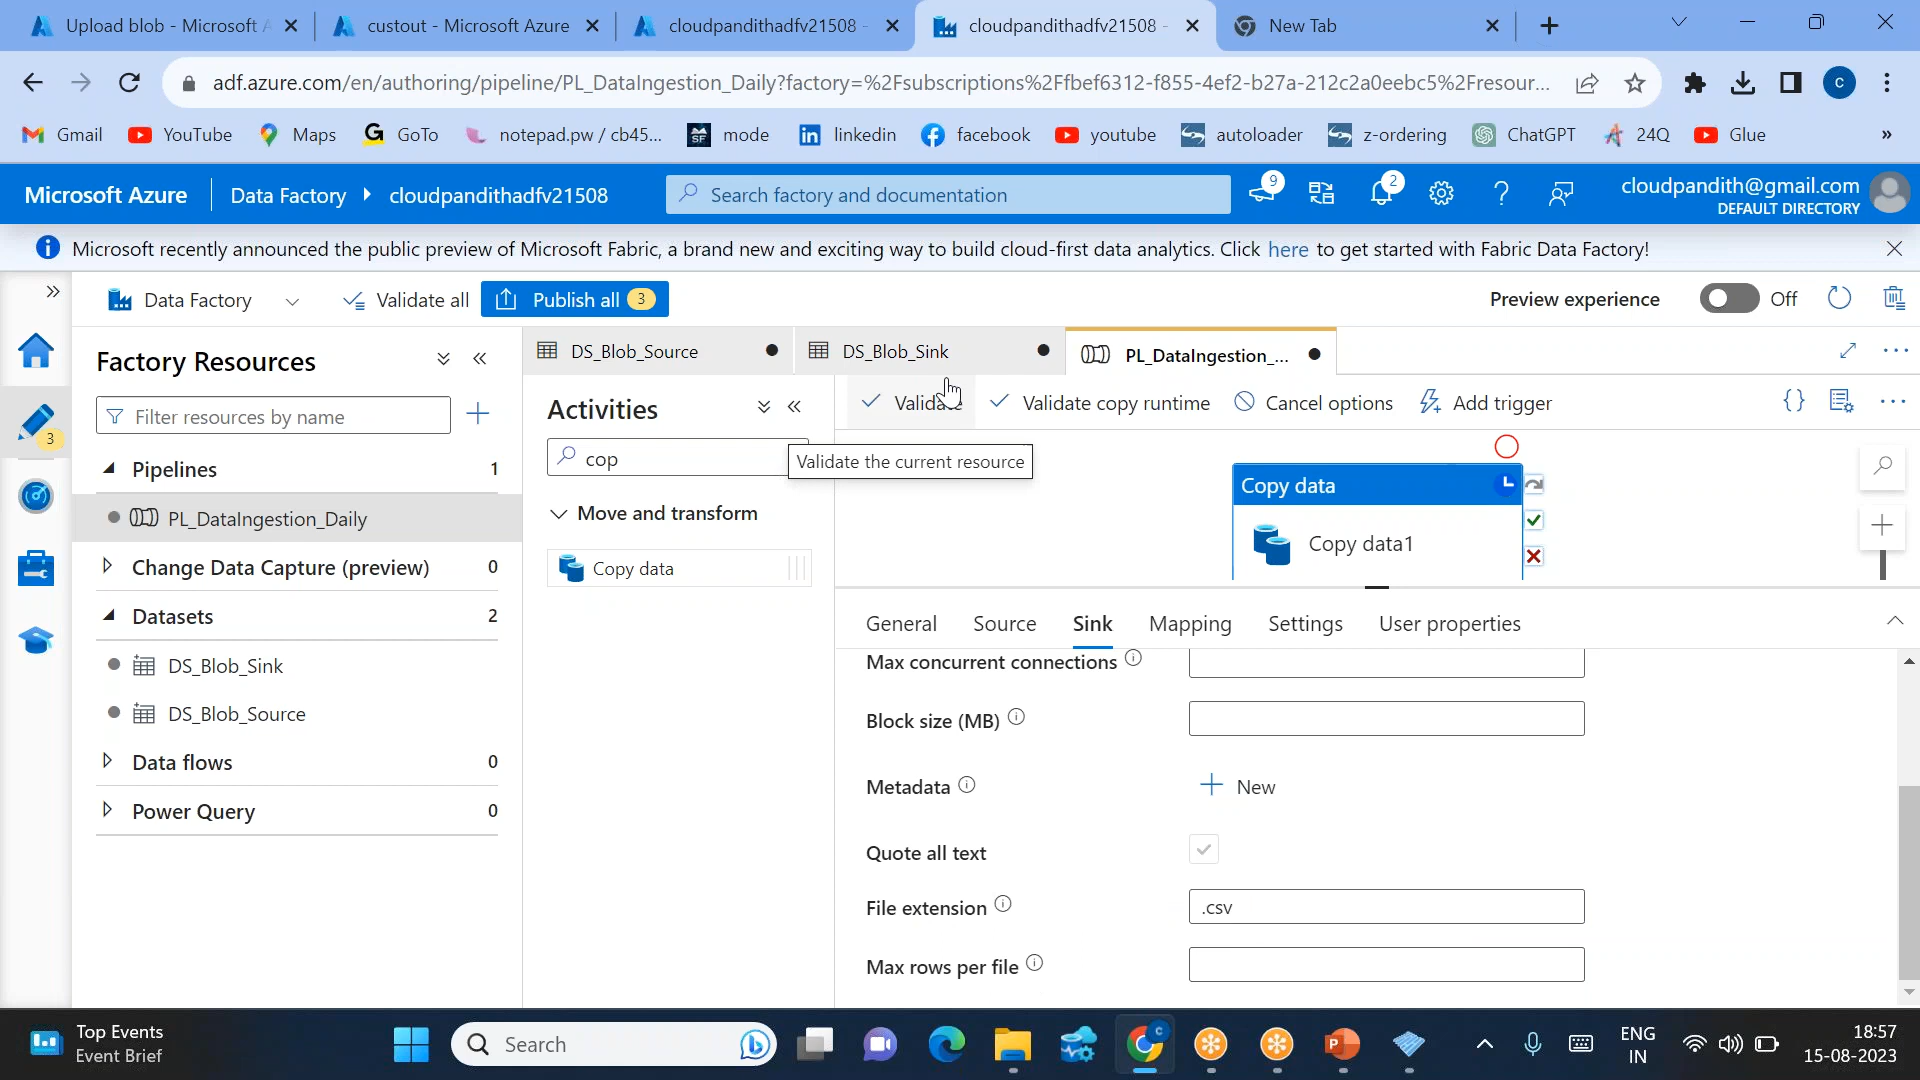 Upload blob - Microsoft A
custout - Microsoft Azure
cloudpandithadfv21508 -
cloudpandithadfv21508 -
New Tab
adf.azure.com/en/authoring/pipeline/PL_DataIngestion_Daily?factory=%2Fsubscriptions%2Ffbef6312-f855-4ef2-b27a-212c2a0eebc5%2Fresour...
C
Gmail
YouTube
Maps
GoTo
notepad.pw / cb45...
mode
linkedin
facebook
youtube
autoloader
z-ordering
ChatGPT
24Q
Glue
»
Microsoft Azure
Data Factory
cloudpandithadfv21508
Search factory and documentation
9
2
cloudpandith@gmail.com
DEFAULT DIRECTORY
Microsoft recently announced the public preview of Microsoft Fabric, a brand new and exciting way to build cloud-first data analytics. Click here to get started with Fabric Data Factory!
Data Factory
Validate all
Publish all 3
Preview experience
Off
3
Factory Resources
Filter resources by name
Pipelines 1
PL_DataIngestion_Daily
Change Data Capture (preview) 0
Datasets 2
DS_Blob_Sink
DS_Blob_Source
Data flows 0
Power Query 0
DS_Blob_Source
DS_Blob_Sink
PL_DataIngestion_...
Activities
cop
Move and transform
Copy data
Validate
Validate copy runtime
Cancel options
Add trigger
Validate the current resource
Copy data
Copy data1
General
Source
Sink
Mapping
Settings
User properties
Max concurrent connections
Block size (MB)
Metadata
New
Quote all text
File extension
.csv
Max rows per file
Top Events
Event Brief
Search
C
P
ENG
IN
18:57
15-08-2023